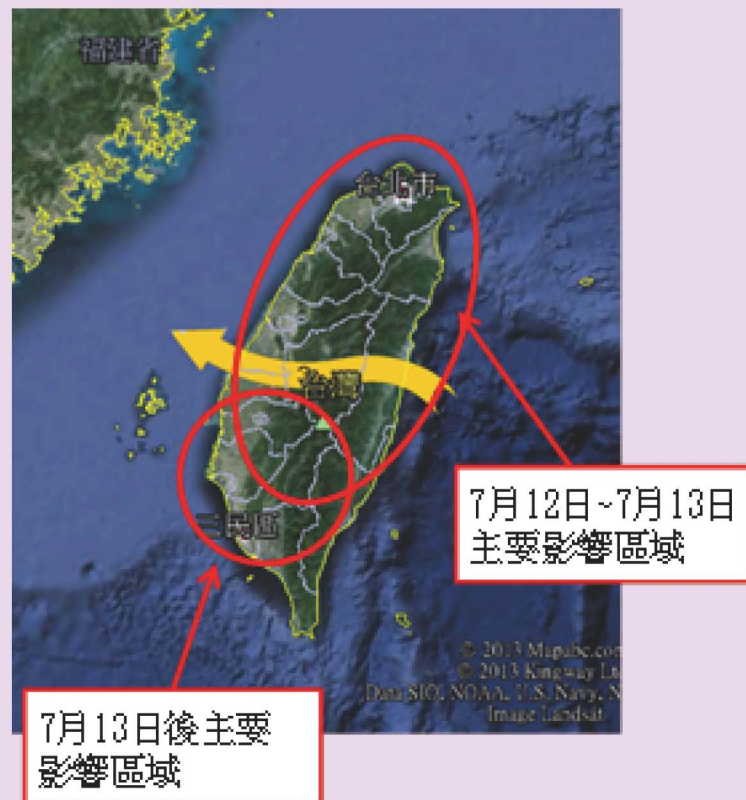 福建省
台北市
台灣
三民區
7月12日~7月13日
主要影響區域
© 2013 Mapabc.com
© 2013 Kingway Lt
Data SIO, NOAA, U.S. Navy, N
Image Landsat
7月13日後主要
影響區域